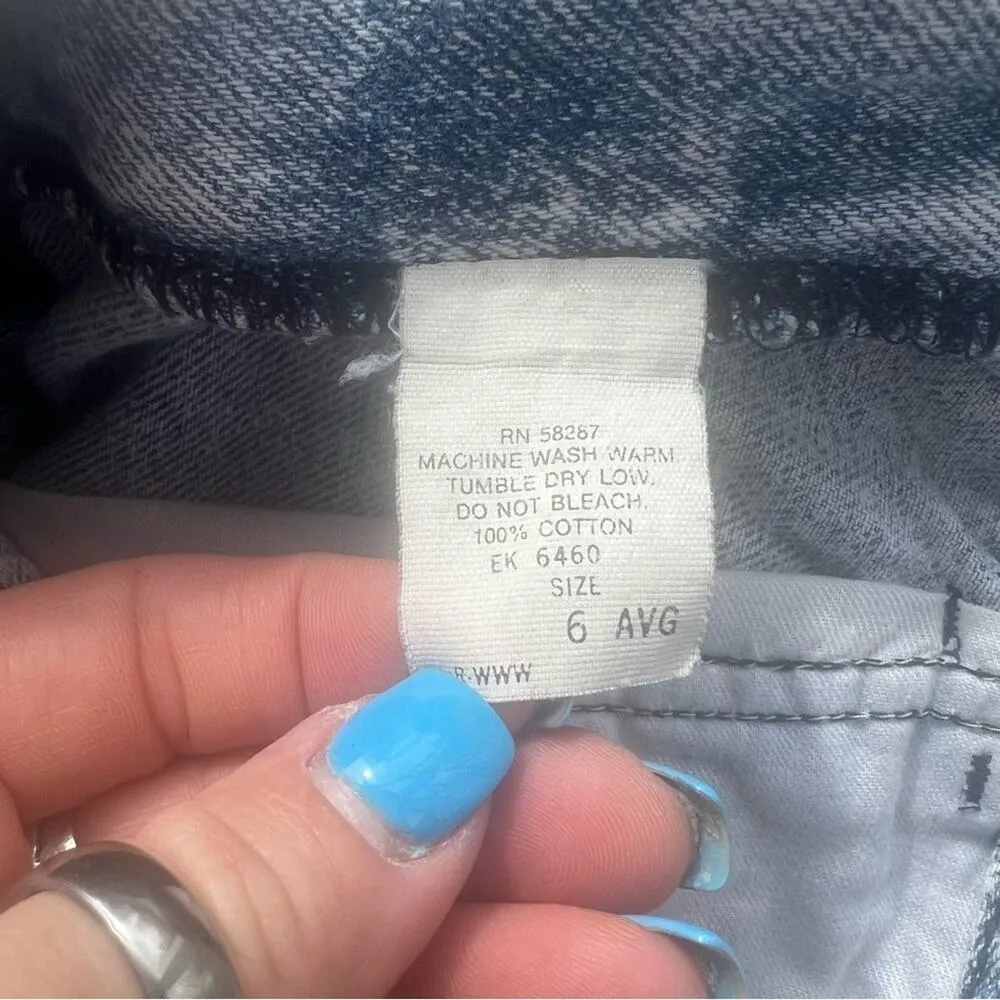 RN 58287
MACHINE WASH WARM
TUMBLE DRY LOW.
DO NOT BLEACH.
100% COTTON
EK 6460
SIZE
6 AVG
R-WWW